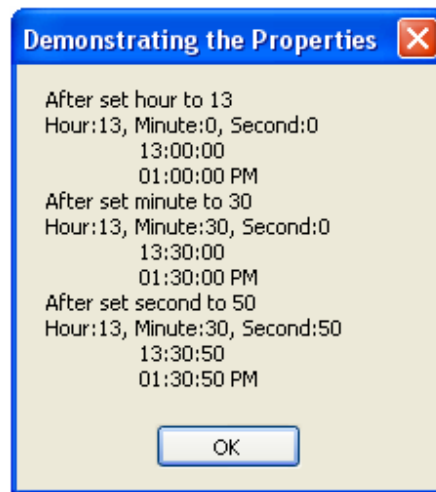 Demonstrating the Properties
After set hour to 13
Hour:13, Minute:0, Second:0
13:00:00
01:00:00 PM
After set minute to 30
Hour:13, Minute:30, Second:0
13:30:00
01:30:00 PM
After set second to 50
Hour:13, Minute:30, Second:50
13:30:50
01:30:50 PM
OK